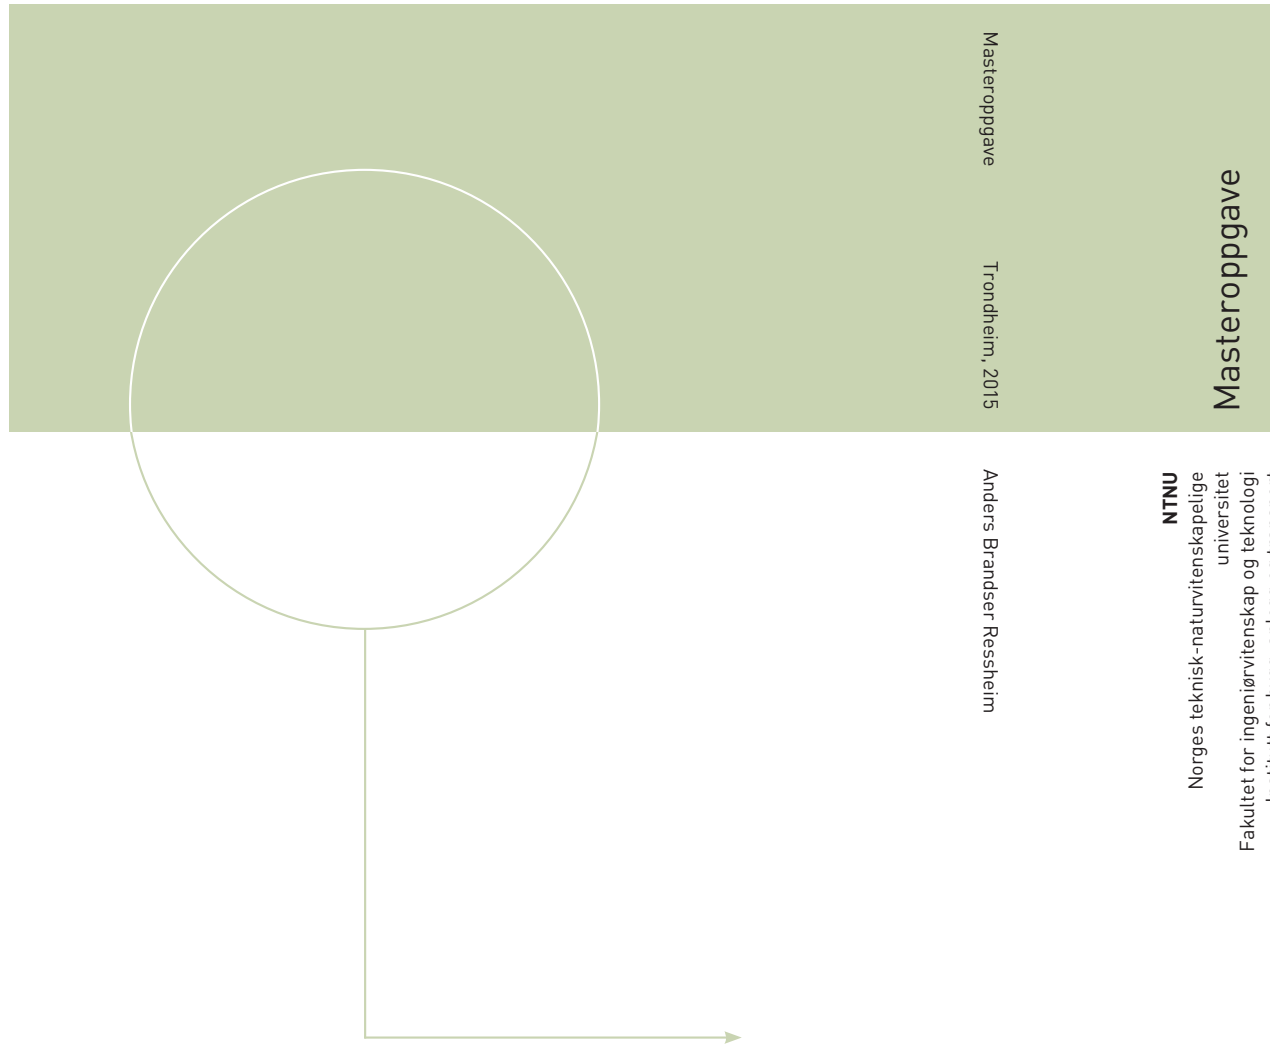 Masteroppgave
Trondheim, 2015
Anders Brandser Ressheim
Masteroppgave
NTNU
Norges teknisk-naturvitenskapelige
universitet
Fakultet for ingeniørvitenskap og teknologi